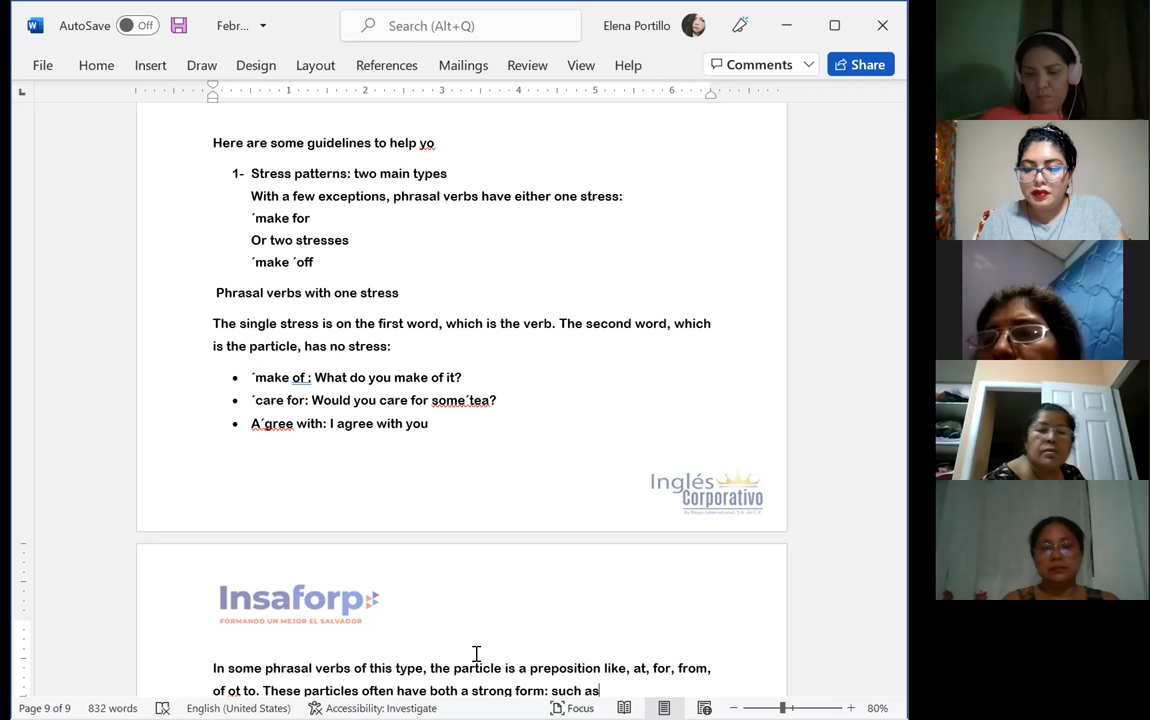 AutoSave Off Febr... Search (Alt+Q) Elena Portillo
File Home Insert Draw Design Layout References Mailings Review View Help Comments Share
1 2 3 4 5 6
Here are some guidelines to help yo
1- Stress patterns: two main types
With a few exceptions, phrasal verbs have either one stress:
´make for
Or two stresses
´make ´off
Phrasal verbs with one stress
The single stress is on the first word, which is the verb. The second word, which
is the particle, has no stress:
• ´make of : What do you make of it?
• ´care for: Would you care for some´tea?
• A´gree with: I agree with you
Inglés
Corporativo
Insaforp
FORMANDO UN MEJOR EL SALVADOR
In some phrasal verbs of this type, the particle is a preposition like, at, for, from,
of ot to. These particles often have both a strong form: such as
Page 9 of 9 832 words English (United States) Accessibility: Investigate Focus 80%